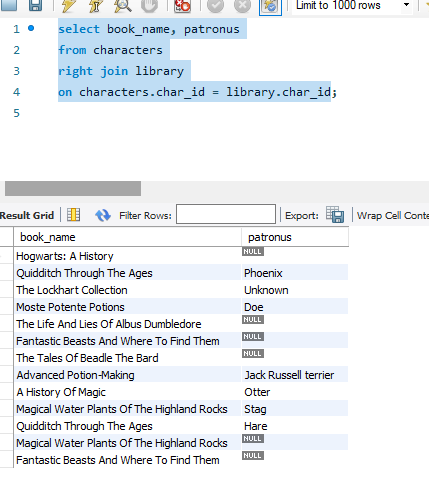 Limit to 1000 rows
1 select book_name, patronus
2 from characters
3 right join library
4 on characters.char_id = library.char_id;
5
Result Grid Filter Rows: Export: Wrap Cell Conte
book_name patronus
Hogwarts: A History NULL
Quidditch Through The Ages Phoenix
The Lockhart Collection Unknown
Moste Potente Potions Doe
The Life And Lies Of Albus Dumbledore NULL
Fantastic Beasts And Where To Find Them NULL
The Tales Of Beadle The Bard NULL
Advanced Potion-Making Jack Russell terrier
A History Of Magic Otter
Magical Water Plants Of The Highland Rocks Stag
Quidditch Through The Ages Hare
Magical Water Plants Of The Highland Rocks NULL
Fantastic Beasts And Where To Find Them NULL